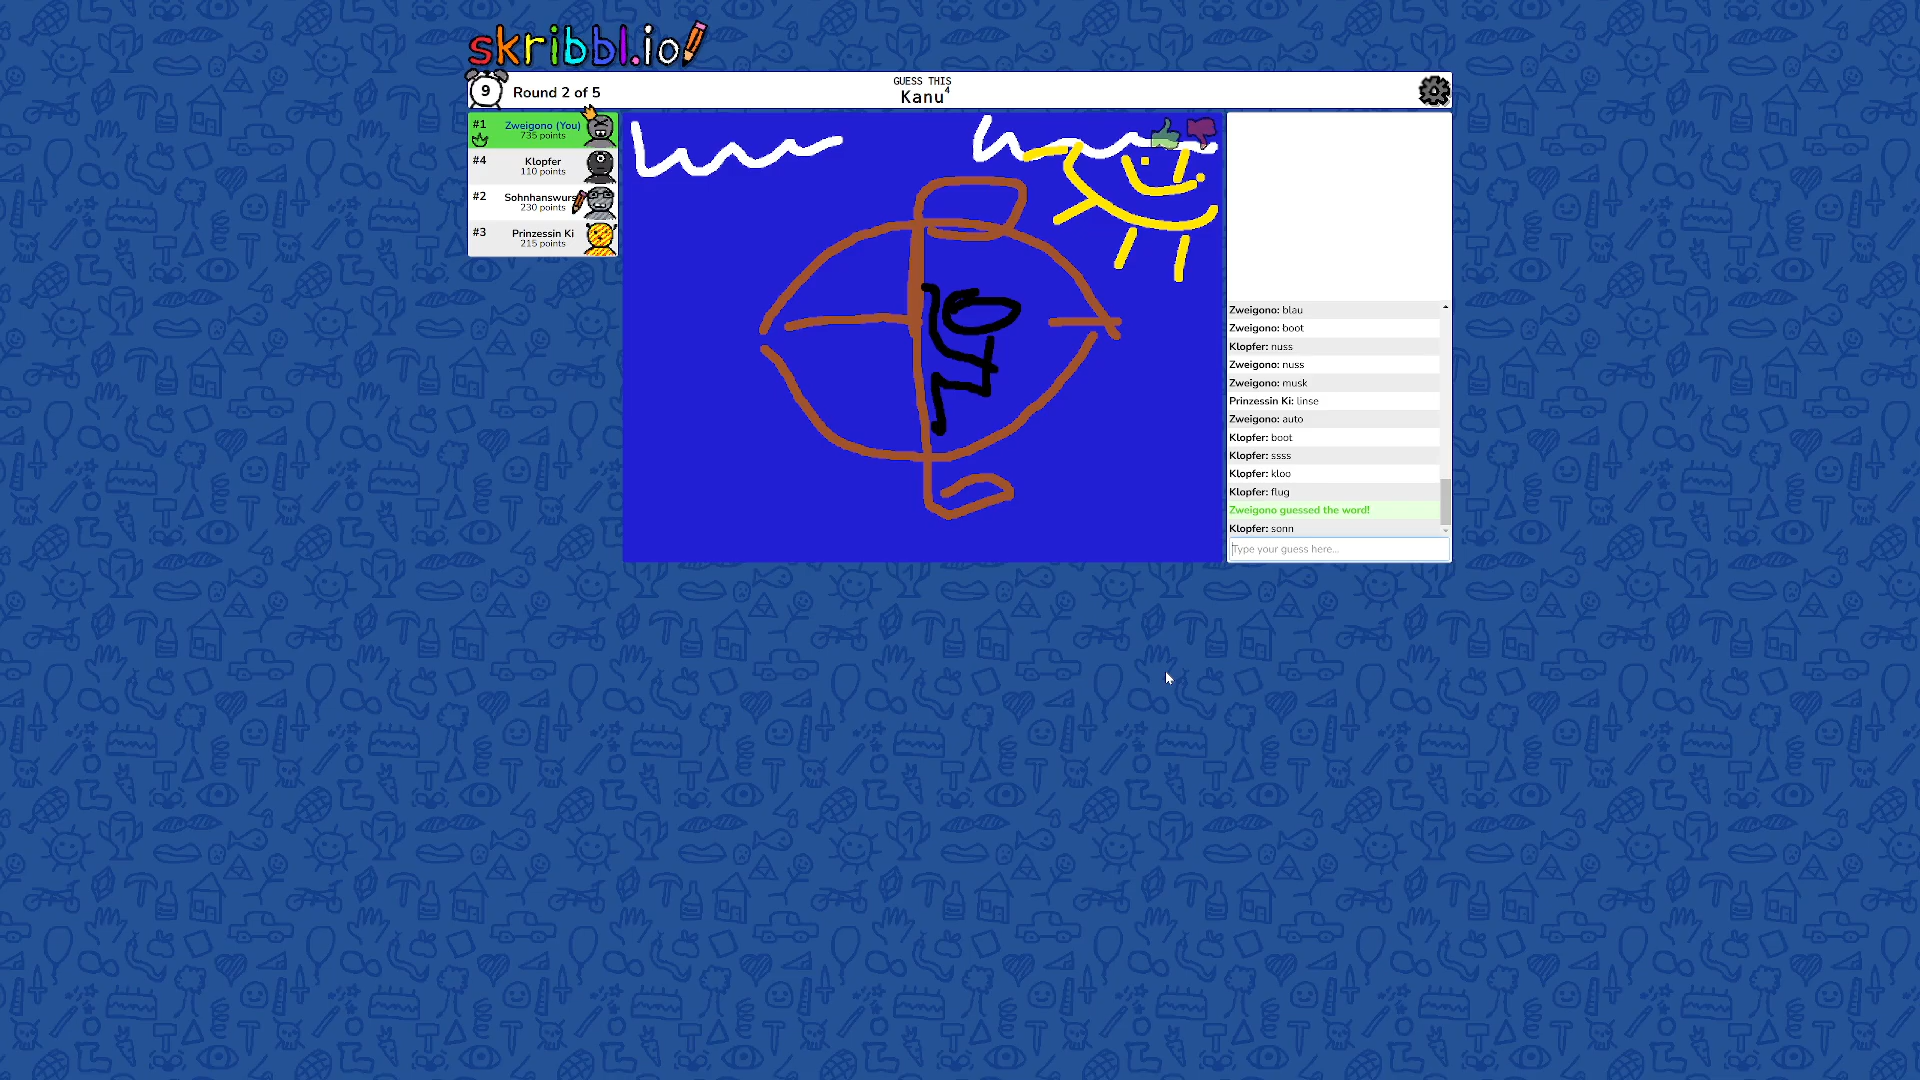 skribbl.io
9
Round 2 of 5
GUESS THIS
Kanu4
#1
Zweigono (You)
735 points
#4
Klopfer
110 points
#2
Sohnhanswurs
230 points
#3
Prinzessin Ki
215 points
Zweigono: blau
Zweigono: boot
Klopfer: nuss
Zweigono: nuss
Zweigono: musk
Prinzessin Ki: linse
Zweigono: auto
Klopfer: boot
Klopfer: ssss
Klopfer: kloo
Klopfer: flug
Zweigono guessed the word!
Klopfer: sonn
Type your guess here...